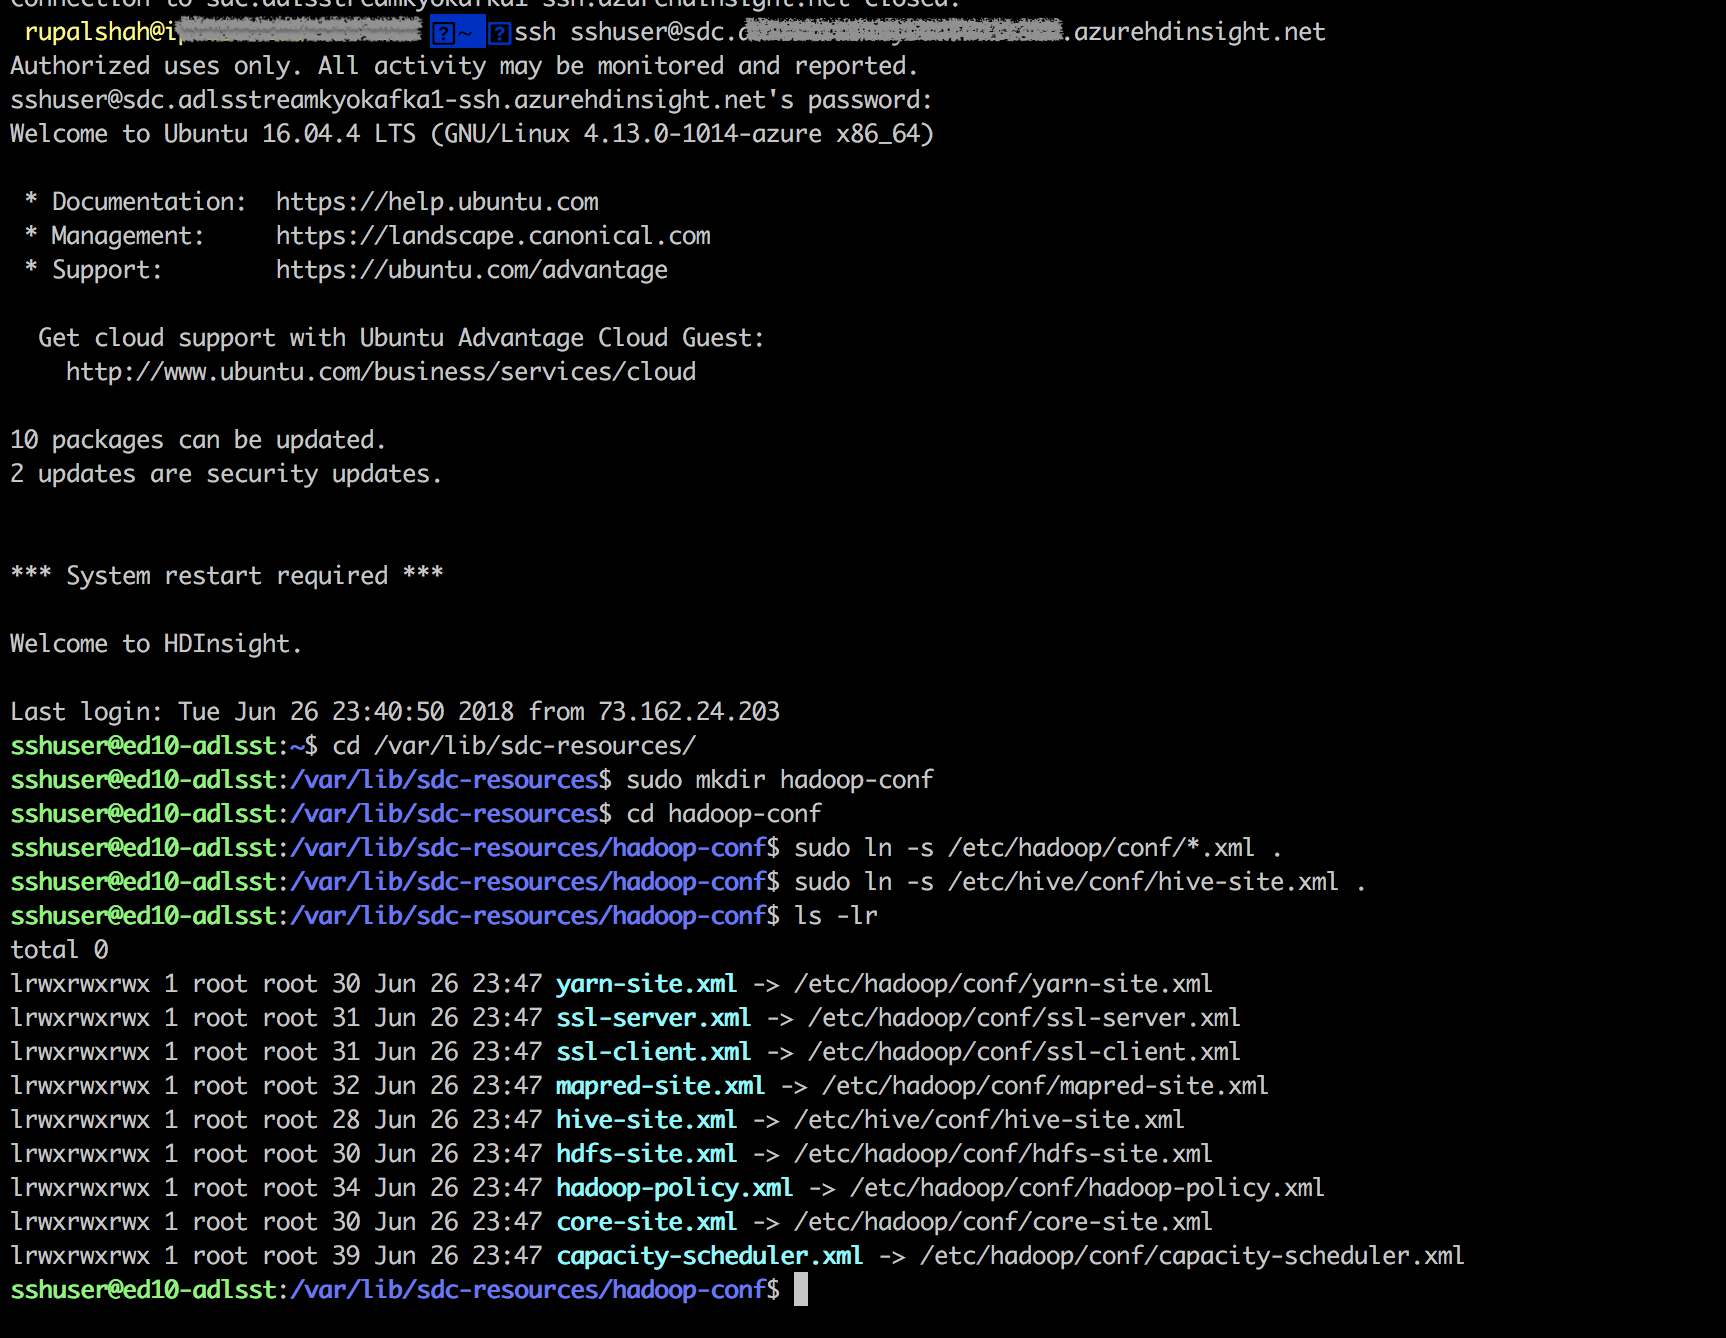 Connection to sdc.adlsstreamkyokafka1-ssh.azurehdinsight.net closed.
rupalshah@ip ~ ssh sshuser@sdc. .azurehdinsight.net
Authorized uses only. All activity may be monitored and reported.
sshuser@sdc.adlsstreamkyokafka1-ssh.azurehdinsight.net's password:
Welcome to Ubuntu 16.04.4 LTS (GNU/Linux 4.13.0-1014-azure x86_64)
* Documentation:  https://help.ubuntu.com
* Management:     https://landscape.canonical.com
* Support:        https://ubuntu.com/advantage
Get cloud support with Ubuntu Advantage Cloud Guest:
http://www.ubuntu.com/business/services/cloud
10 packages can be updated.
2 updates are security updates.
*** System restart required ***
Welcome to HDInsight.
Last login: Tue Jun 26 23:40:50 2018 from 73.162.24.203
sshuser@ed10-adlsst:~$ cd /var/lib/sdc-resources/
sshuser@ed10-adlsst:/var/lib/sdc-resources$ sudo mkdir hadoop-conf
sshuser@ed10-adlsst:/var/lib/sdc-resources$ cd hadoop-conf
sshuser@ed10-adlsst:/var/lib/sdc-resources/hadoop-conf$ sudo ln -s /etc/hadoop/conf/*.xml .
sshuser@ed10-adlsst:/var/lib/sdc-resources/hadoop-conf$ sudo ln -s /etc/hive/conf/hive-site.xml .
sshuser@ed10-adlsst:/var/lib/sdc-resources/hadoop-conf$ ls -lr
total 0
lrwxrwxrwx 1 root root 30 Jun 26 23:47 yarn-site.xml -> /etc/hadoop/conf/yarn-site.xml
lrwxrwxrwx 1 root root 31 Jun 26 23:47 ssl-server.xml -> /etc/hadoop/conf/ssl-server.xml
lrwxrwxrwx 1 root root 31 Jun 26 23:47 ssl-client.xml -> /etc/hadoop/conf/ssl-client.xml
lrwxrwxrwx 1 root root 32 Jun 26 23:47 mapred-site.xml -> /etc/hadoop/conf/mapred-site.xml
lrwxrwxrwx 1 root root 28 Jun 26 23:47 hive-site.xml -> /etc/hive/conf/hive-site.xml
lrwxrwxrwx 1 root root 30 Jun 26 23:47 hdfs-site.xml -> /etc/hadoop/conf/hdfs-site.xml
lrwxrwxrwx 1 root root 34 Jun 26 23:47 hadoop-policy.xml -> /etc/hadoop/conf/hadoop-policy.xml
lrwxrwxrwx 1 root root 30 Jun 26 23:47 core-site.xml -> /etc/hadoop/conf/core-site.xml
lrwxrwxrwx 1 root root 39 Jun 26 23:47 capacity-scheduler.xml -> /etc/hadoop/conf/capacity-scheduler.xml
sshuser@ed10-adlsst:/var/lib/sdc-resources/hadoop-conf$